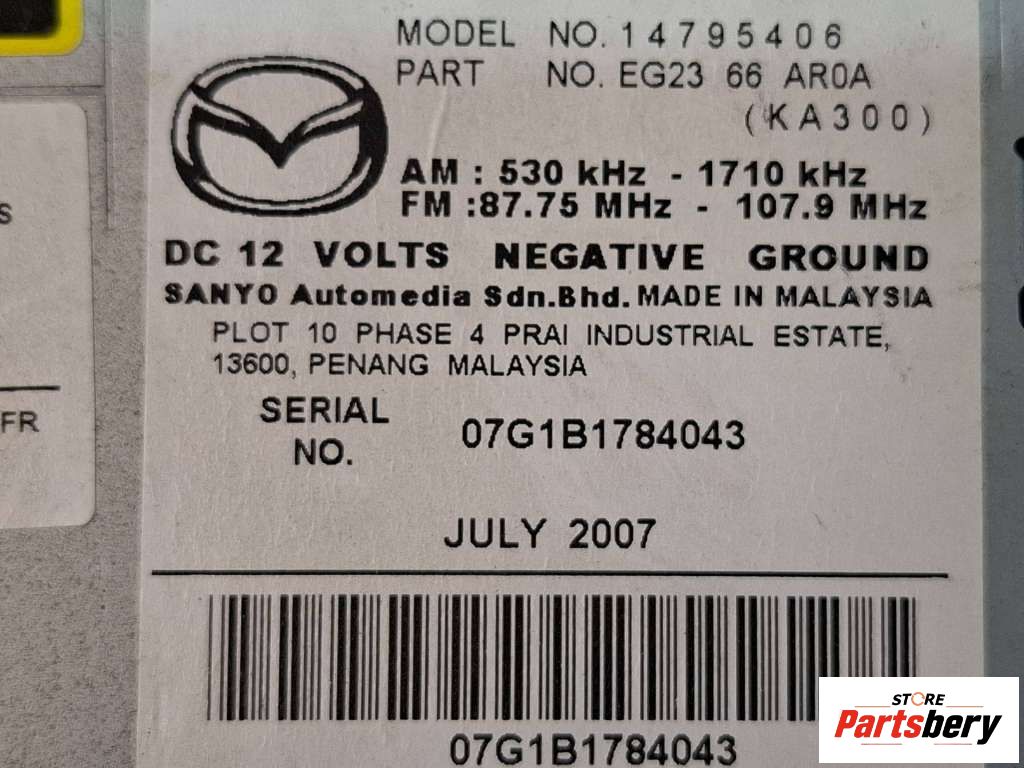 MODEL NO. 14795406
PART NO. EG23 66 AR0A
(KA300)
AM : 530 kHz - 1710 kHz
FM :87.75 MHz - 107.9 MHz
DC 12 VOLTS NEGATIVE GROUND
SANYO Automedia Sdn.Bhd. MADE IN MALAYSIA
PLOT 10 PHASE 4 PRAI INDUSTRIAL ESTATE,
13600, PENANG MALAYSIA
SERIAL
NO.
07G1B1784043
JULY 2007
07G1B1784043
S
FR
STORE
Partsbery